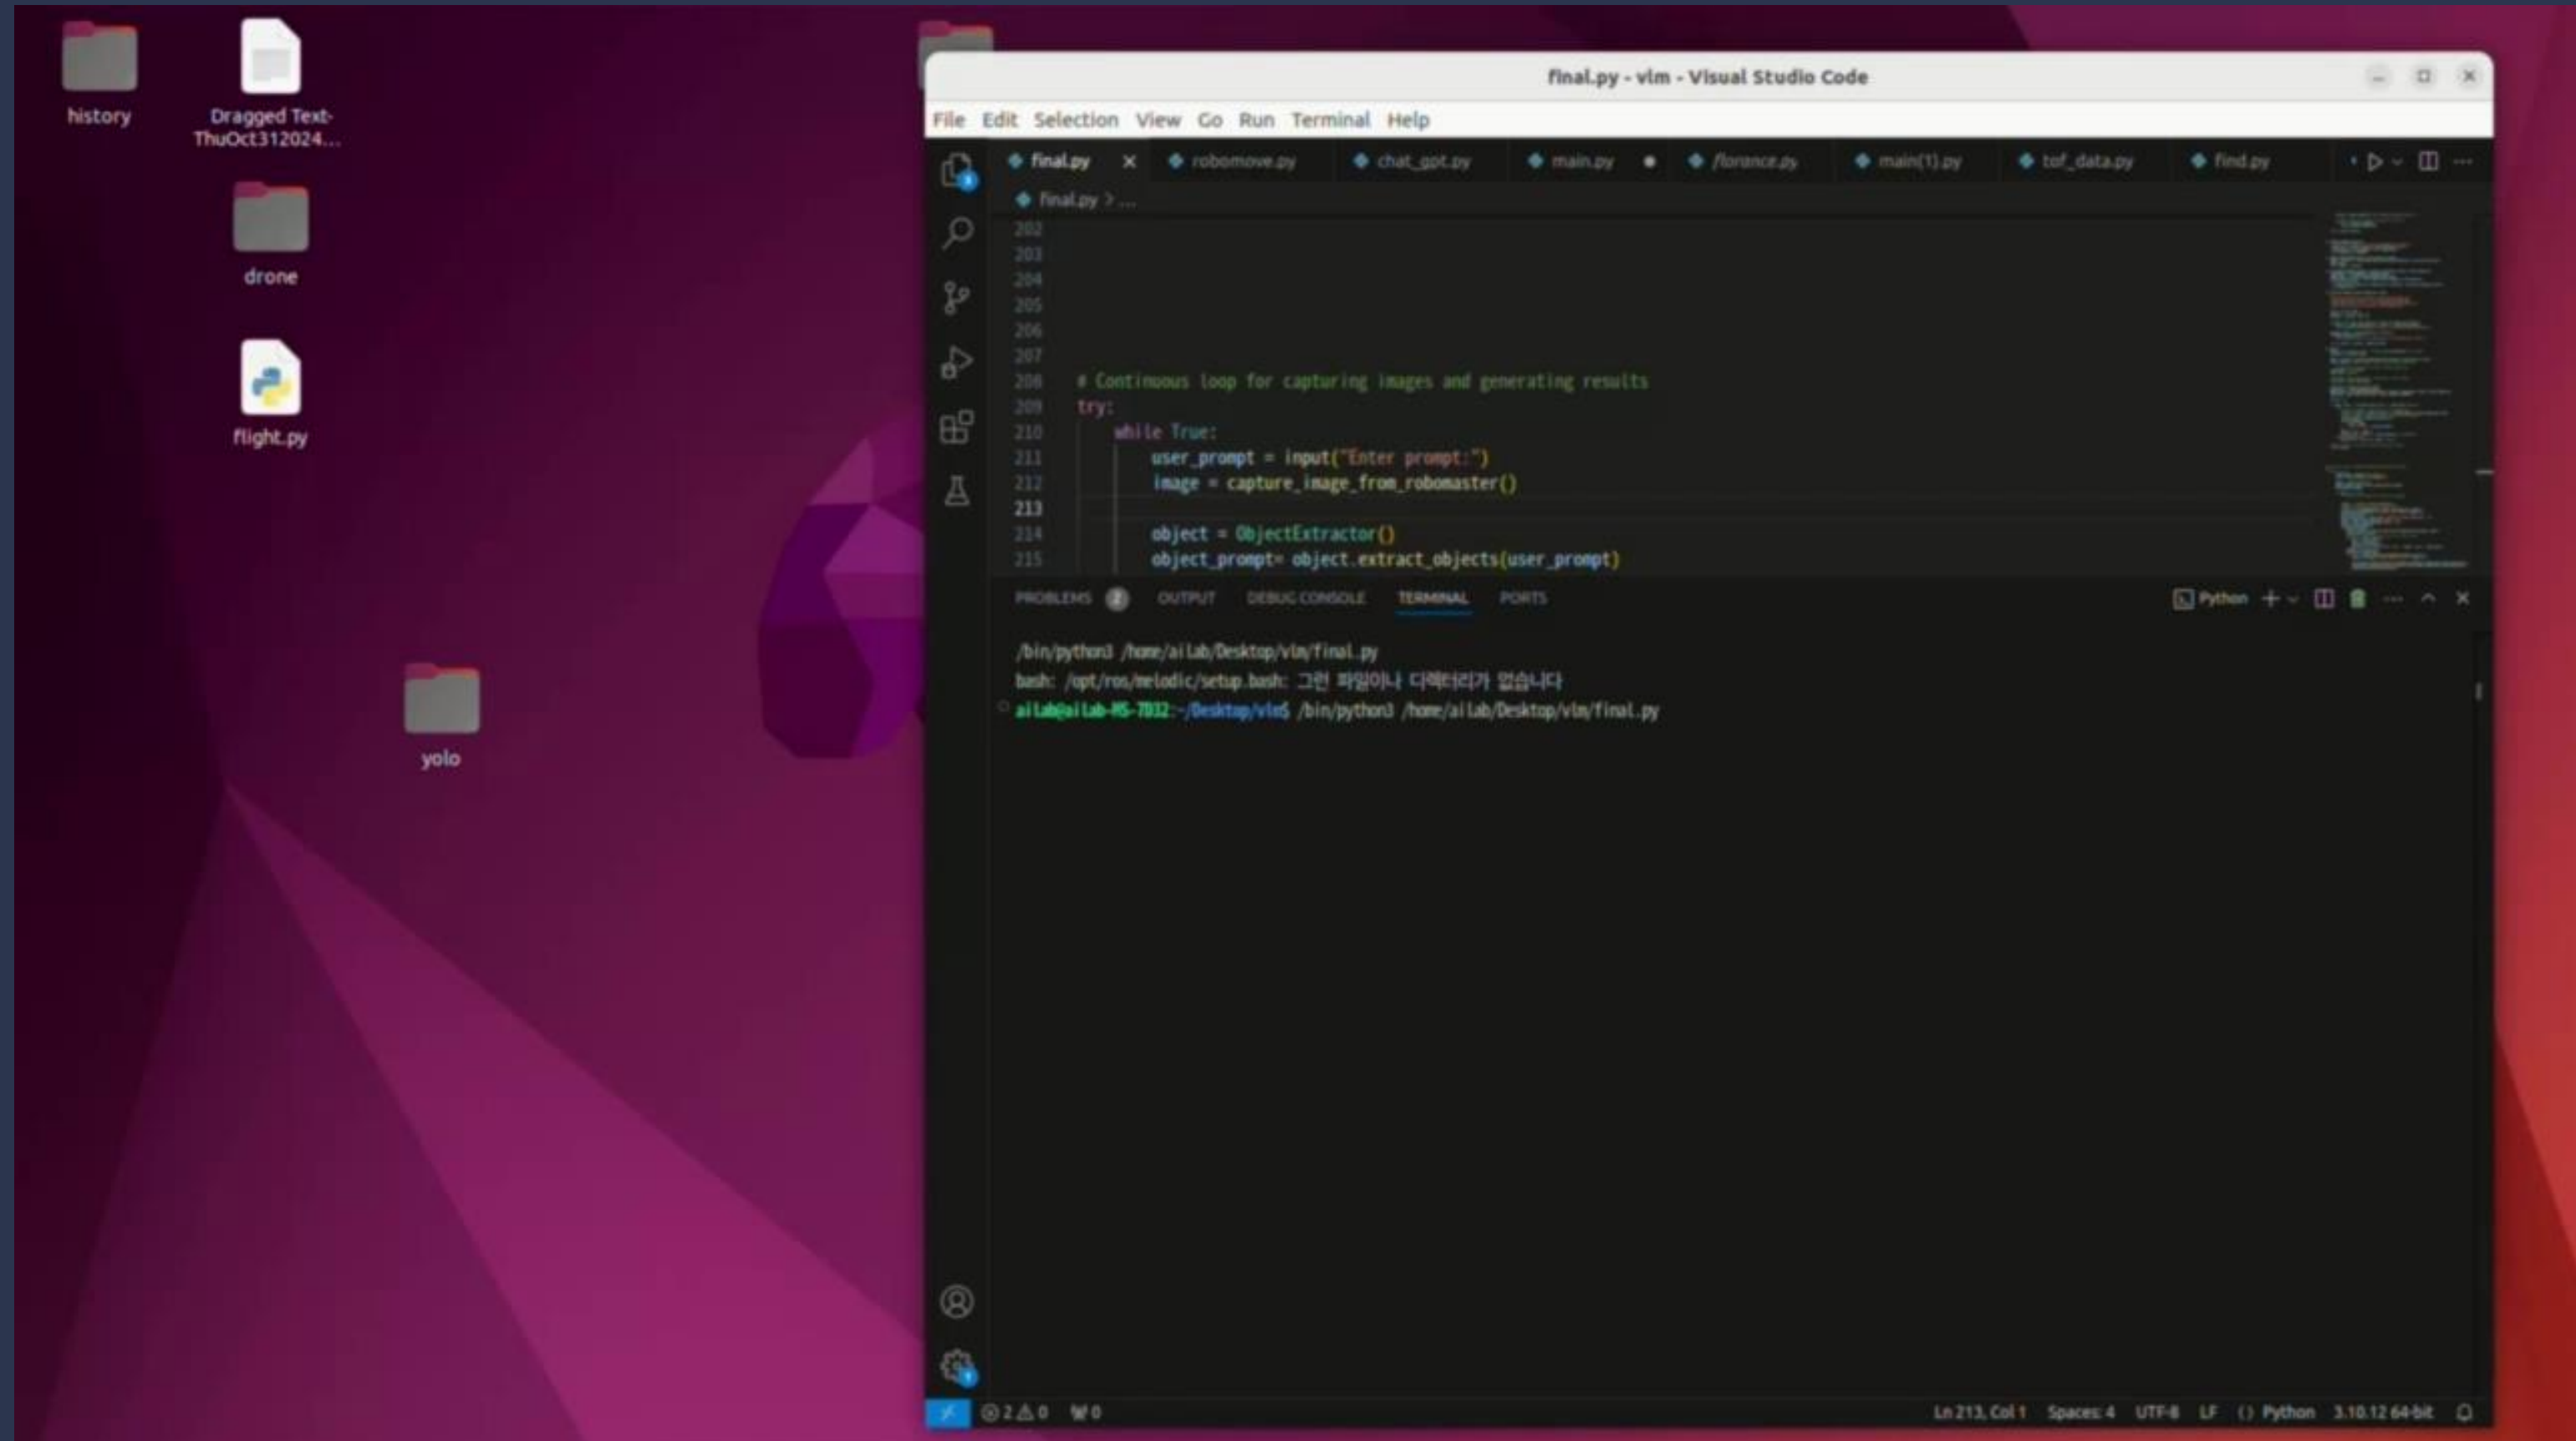 history
Dragged Text-
ThuOct312024...
drone
flight.py
yolo
final.py - vlm - Visual Studio Code
File Edit Selection View Go Run Terminal Help
final.py robomove.py chat_gpt.py main.py florance.py main(1).py tof_data.py find.py
final.py > ...
202
203
204
205
206
207
208 # Continuous loop for capturing images and generating results
209 try:
210 while True:
211 user_prompt = input("Enter prompt:")
212 image = capture_image_from_robomaster()
213
214 object = ObjectExtractor()
215 object_prompt= object.extract_objects(user_prompt)
PROBLEMS 2 OUTPUT DEBUG CONSOLE TERMINAL PORTS Python
/bin/python3 /home/ailab/Desktop/vlm/final.py
bash: /opt/ros/melodic/setup.bash: 그런 파일이나 디렉터리가 없습니다
ailab@ailab-MS-7D32:~/Desktop/vlm$ /bin/python3 /home/ailab/Desktop/vlm/final.py
2 0 0 Ln 213, Col 1 Spaces: 4 UTF-8 LF () Python 3.10.12 64-bit